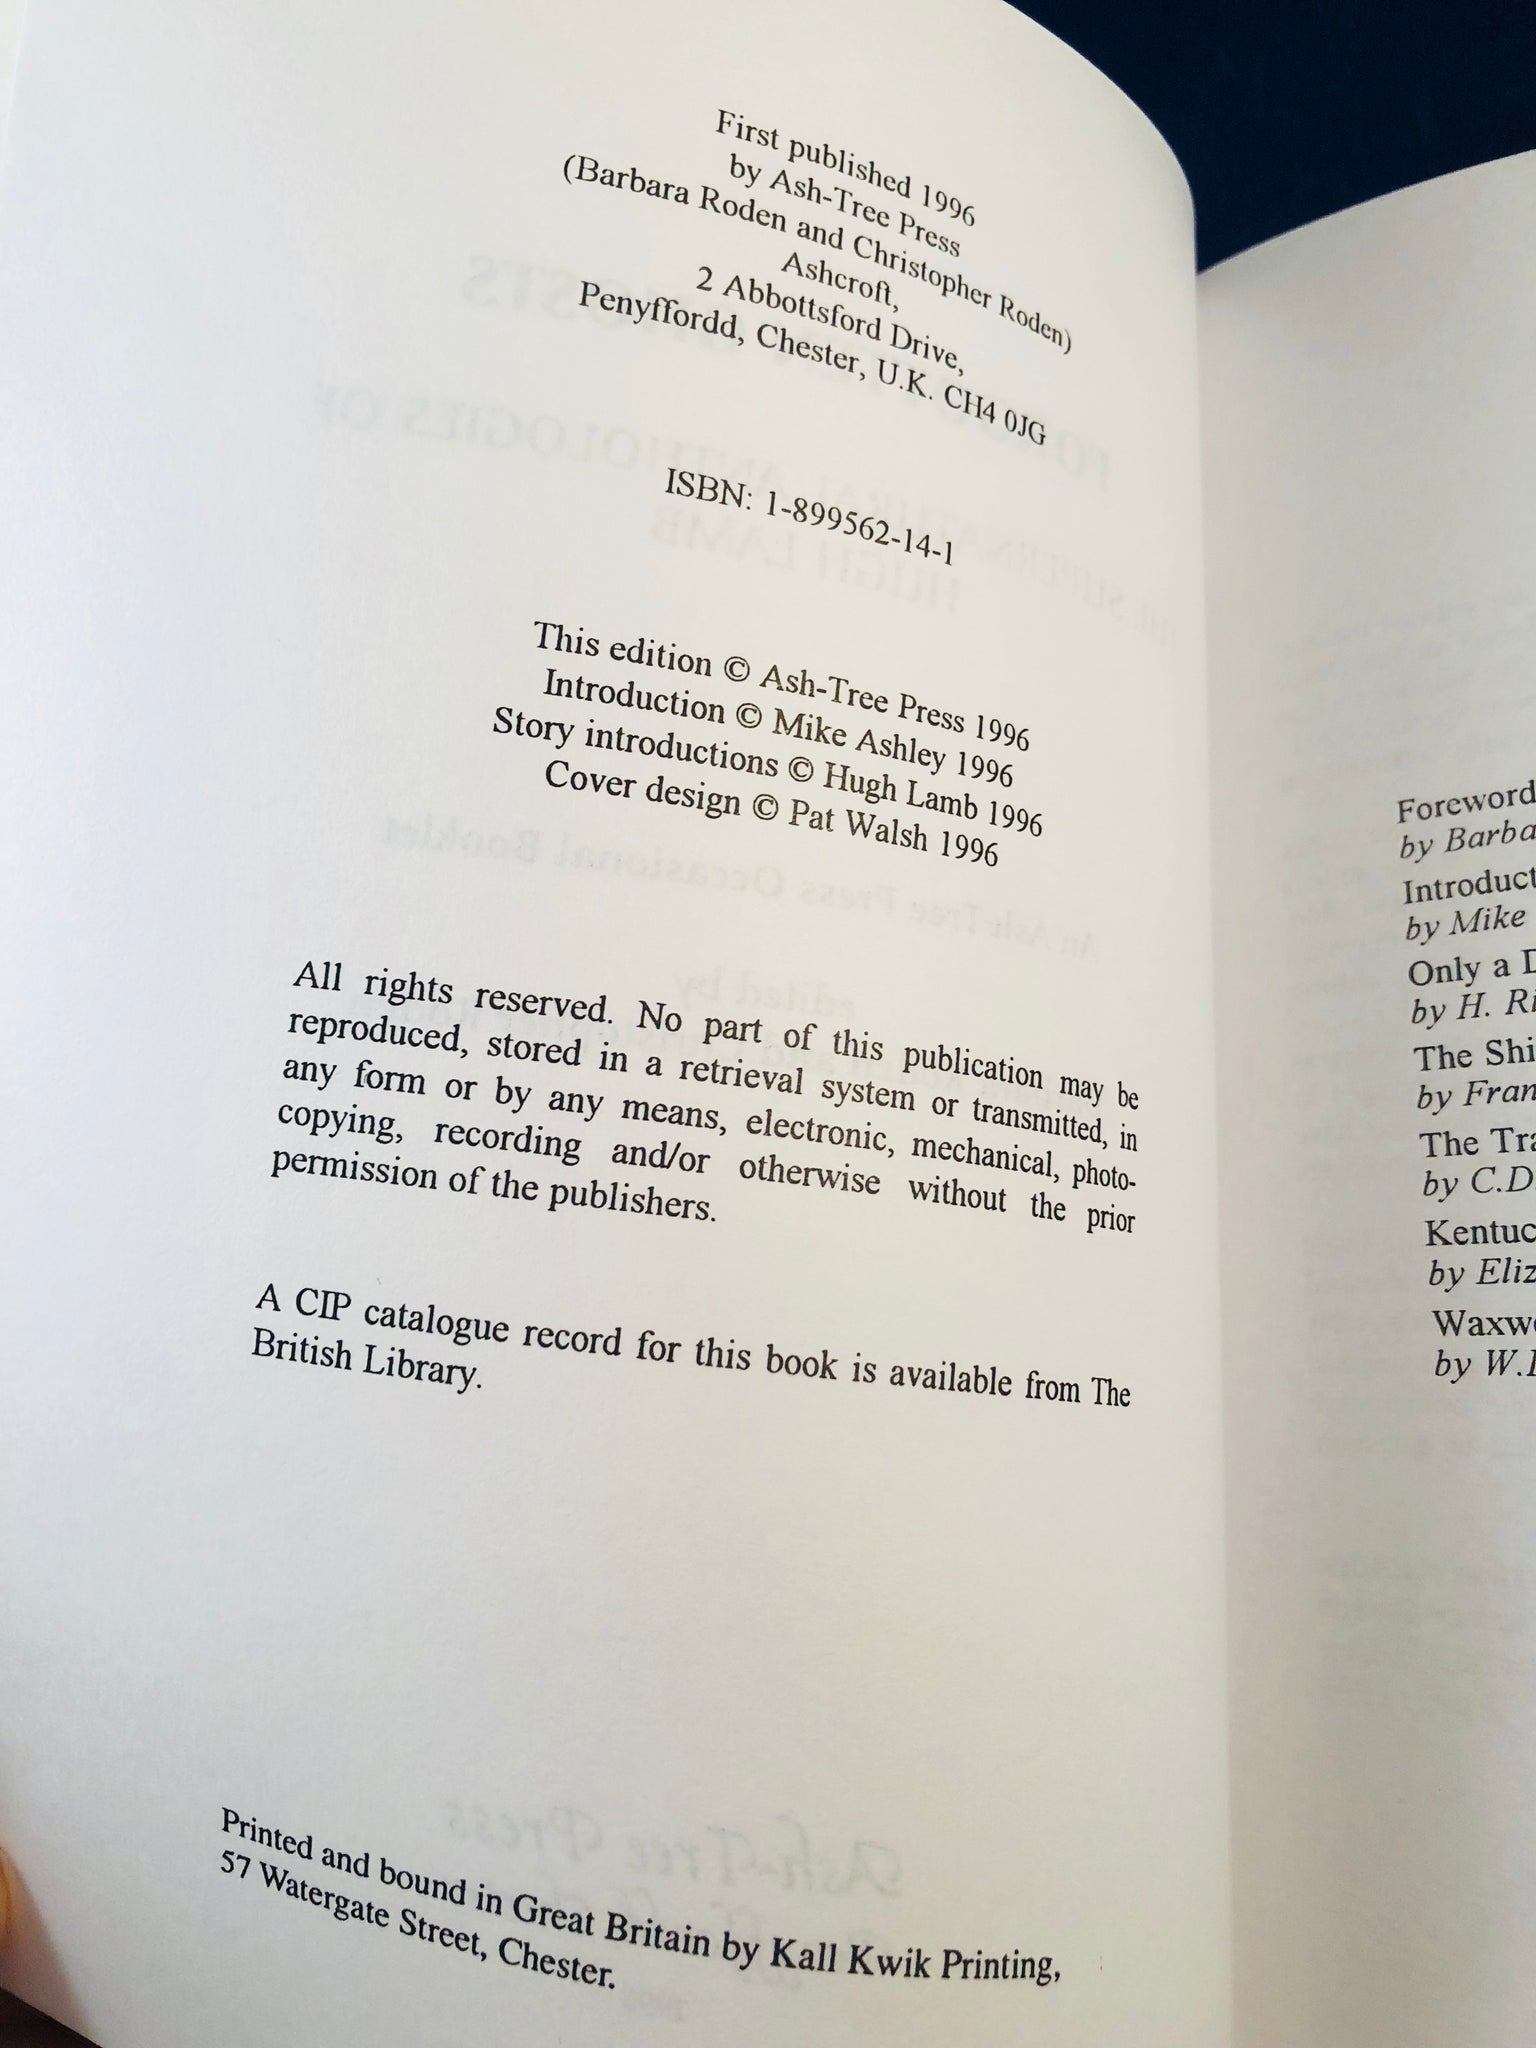 First published 1996
by Ash-Tree Press
(Barbara Roden and Christopher Roden)
Ashcroft,
2 Abbottsford Drive,
Penyffordd, Chester, U.K. CH4 0JG
ISBN: 1-899562-14-1
This edition © Ash-Tree Press 1996
Introduction © Mike Ashley 1996
Story introductions © Hugh Lamb 1996
Cover design © Pat Walsh 1996
All rights reserved. No part of this publication may be
reproduced, stored in a retrieval system or transmitted, in
any form or by any means, electronic, mechanical, photo-
copying, recording and/or otherwise without the prior
permission of the publishers.
A CIP catalogue record for this book is available from The
British Library.
Printed and bound in Great Britain by Kall Kwik Printing,
57 Watergate Street, Chester.
Foreword
by Barba
Introduct
by Mike
Only a D
by H. Ri
The Shi
by Fran
The Tra
by C.D.
Kentuc
by Eliz
Waxwo
by W.